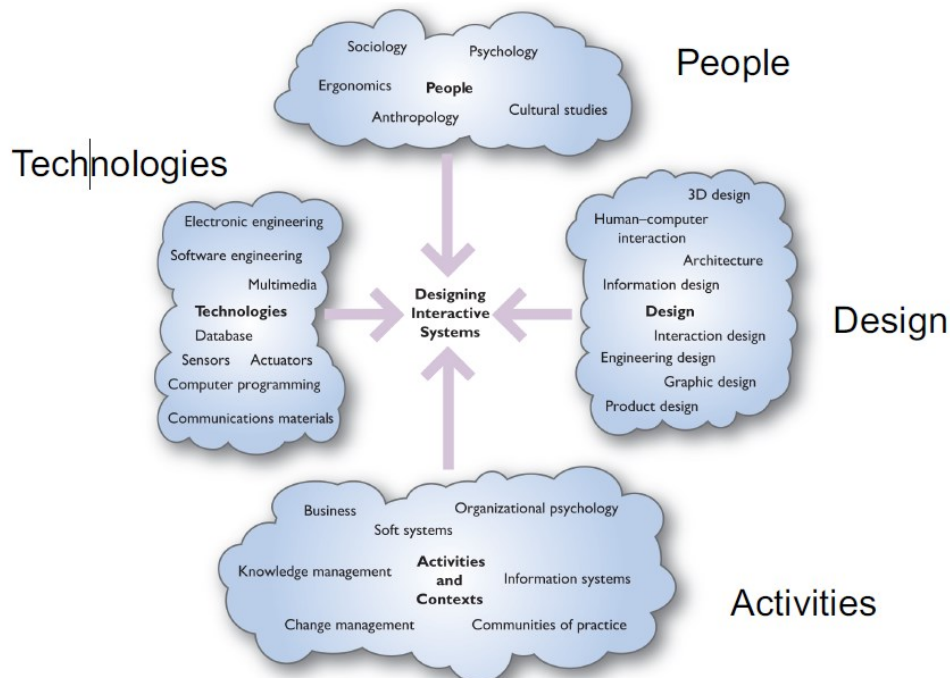 People
Sociology
Psychology
Ergonomics
People
Anthropology
Cultural studies
Technologies
Electronic engineering
Software engineering
Multimedia
Technologies
Database
Sensors
Actuators
Computer programming
Communications materials
Designing
Interactive
Systems
3D design
Human–computer
interaction
Architecture
Information design
Design
Interaction design
Engineering design
Graphic design
Product design
Design
Business
Organizational psychology
Soft systems
Knowledge management
Activities
and
Contexts
Information systems
Change management
Communities of practice
Activities